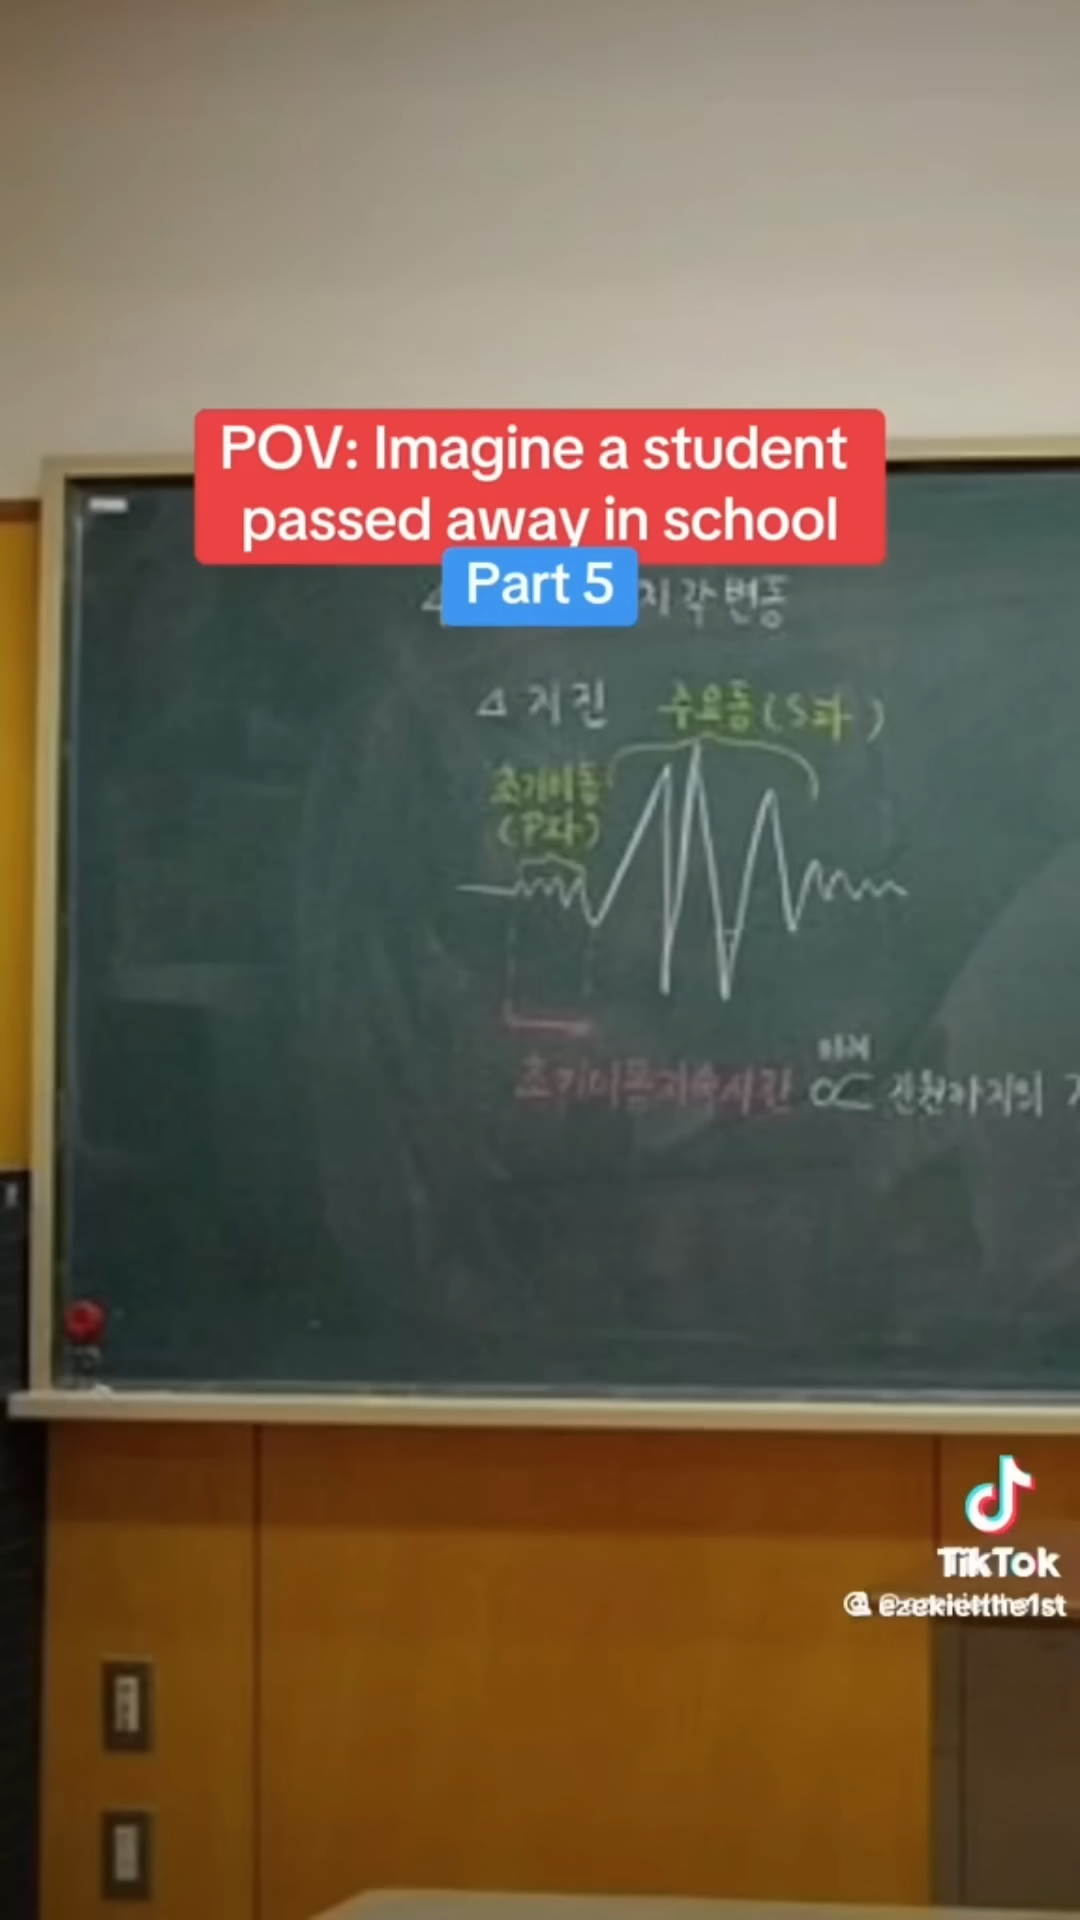 POV: Imagine a student
passed away in school
Part 5
지각변동
△ 지진
주요동 (S파)
초기미동
(P파)
비례
초기미동지속시간 ∝ 진원까지의
TikTok